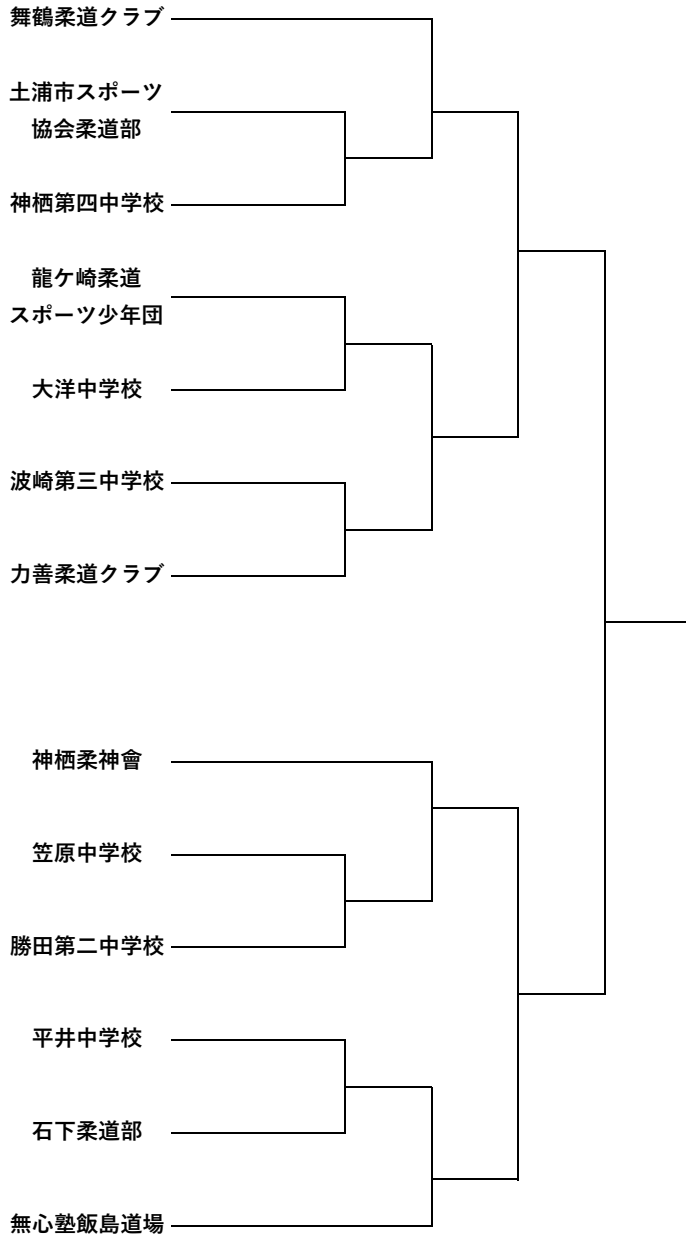 舞鶴柔道クラブ
土浦市スポーツ
協会柔道部
神栖第四中学校
龍ケ崎柔道
スポーツ少年団
大洋中学校
波崎第三中学校
力善柔道クラブ
神栖柔神會
笠原中学校
勝田第二中学校
平井中学校
石下柔道部
無心塾飯島道場